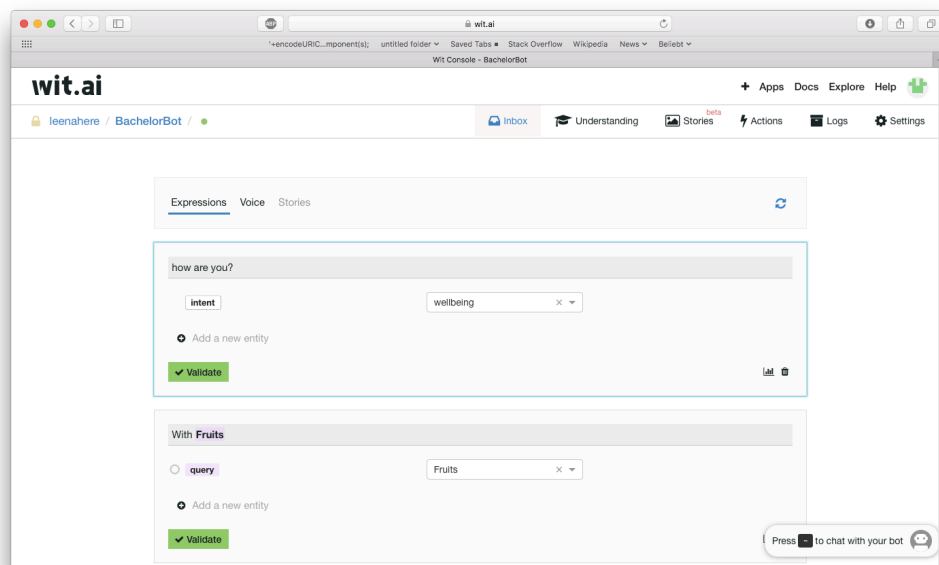 ABP
wit.ai
'+encodeURIC...mponent(s); untitled folder Saved Tabs Stack Overflow Wikipedia News Beliebt
Wit Console - BachelorBot
wit.ai
Apps Docs Explore Help
leenahere / BachelorBot /
Inbox Understanding Stories beta Actions Logs Settings
Expressions Voice Stories
how are you?
intent wellbeing
Add a new entity
Validate
With Fruits
query Fruits
Add a new entity
Validate
Press ~ to chat with your bot